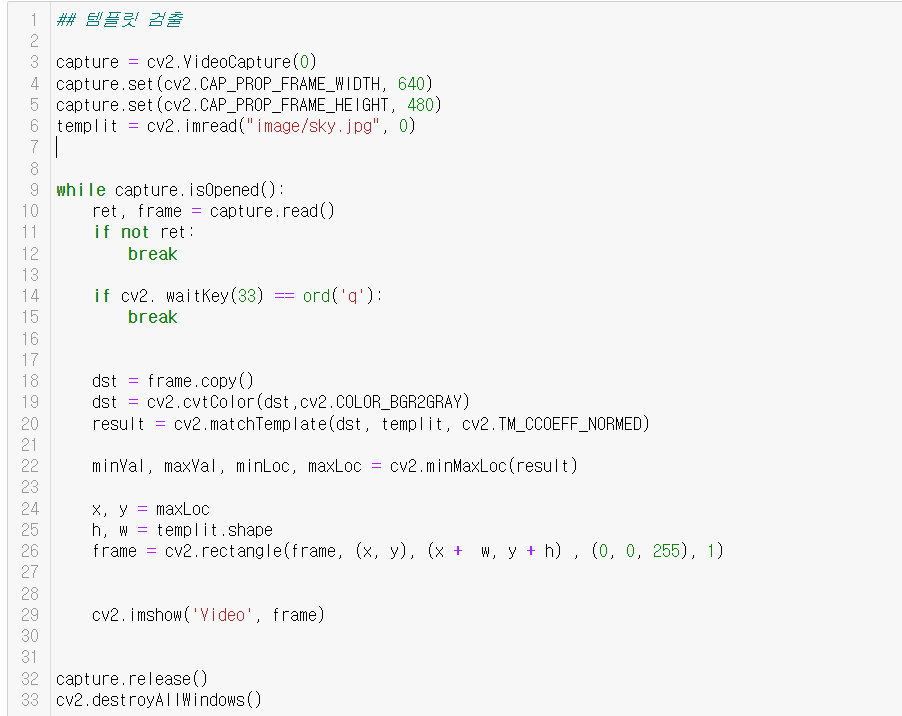 1 ## 템플릿 검출
2
3 capture = cv2.VideoCapture(0)
4 capture.set(cv2.CAP_PROP_FRAME_WIDTH, 640)
5 capture.set(cv2.CAP_PROP_FRAME_HEIGHT, 480)
6 templit = cv2.imread("image/sky.jpg", 0)
7
8
9 while capture.isOpened():
10     ret, frame = capture.read()
11     if not ret:
12         break
13
14     if cv2. waitKey(33) == ord('q'):
15         break
16
17
18     dst = frame.copy()
19     dst = cv2.cvtColor(dst,cv2.COLOR_BGR2GRAY)
20     result = cv2.matchTemplate(dst, templit, cv2.TM_CCOEFF_NORMED)
21
22     minVal, maxVal, minLoc, maxLoc = cv2.minMaxLoc(result)
23
24     x, y = maxLoc
25     h, w = templit.shape
26     frame = cv2.rectangle(frame, (x, y), (x +  w, y + h) , (0, 0, 255), 1)
27
28
29     cv2.imshow('Video', frame)
30
31
32 capture.release()
33 cv2.destroyAllWindows()